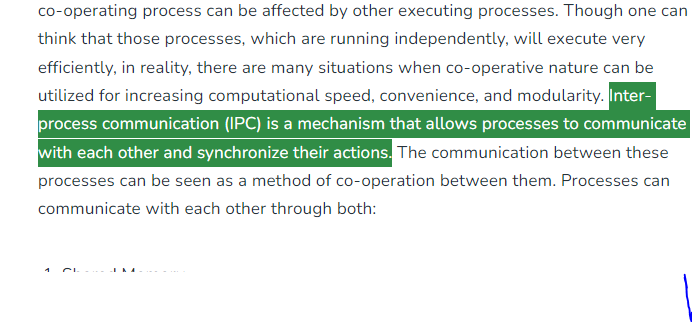 co-operating process can be affected by other executing processes. Though one can
think that those processes, which are running independently, will execute very
efficiently, in reality, there are many situations when co-operative nature can be
utilized for increasing computational speed, convenience, and modularity. Inter-
process communication (IPC) is a mechanism that allows processes to communicate
with each other and synchronize their actions. The communication between these
processes can be seen as a method of co-operation between them. Processes can
communicate with each other through both:
1. Shared Memory